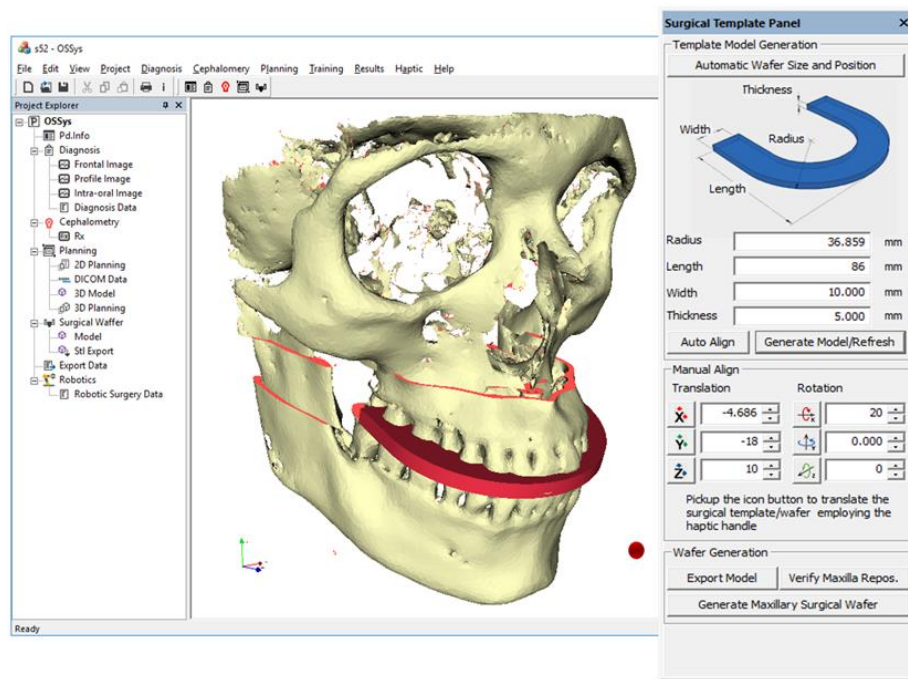 s52 - OSSys
File Edit View Project Diagnosis Cephalomery Planning Training Results Haptic Help
Project Explorer
OSSys
Pd.Info
Diagnosis
Frontal Image
Profile Image
Intra-oral Image
Diagnosis Data
Cephalometry
Rx
Planning
2D Planning
DICOM Data
3D Model
3D Planning
Surgical Waffer
Model
Stl Export
Export Data
Robotics
Robotic Surgery Data
Ready
Surgical Template Panel
Template Model Generation
Automatic Wafer Size and Position
Thickness
Width
Radius
Length
Radius 36.859 mm
Length 86 mm
Width 10.000 mm
Thickness 5.000 mm
Auto Align Generate Model/Refresh
Manual Align
Translation Rotation
X -4.686 x 20
Y -18 Y 0.000
Z 10 z 0
Pickup the icon button to translate the
surgical template/wafer employing the
haptic handle
Wafer Generation
Export Model Verify Maxilla Repos.
Generate Maxillary Surgical Wafer